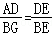 AD/BG = DE/BE